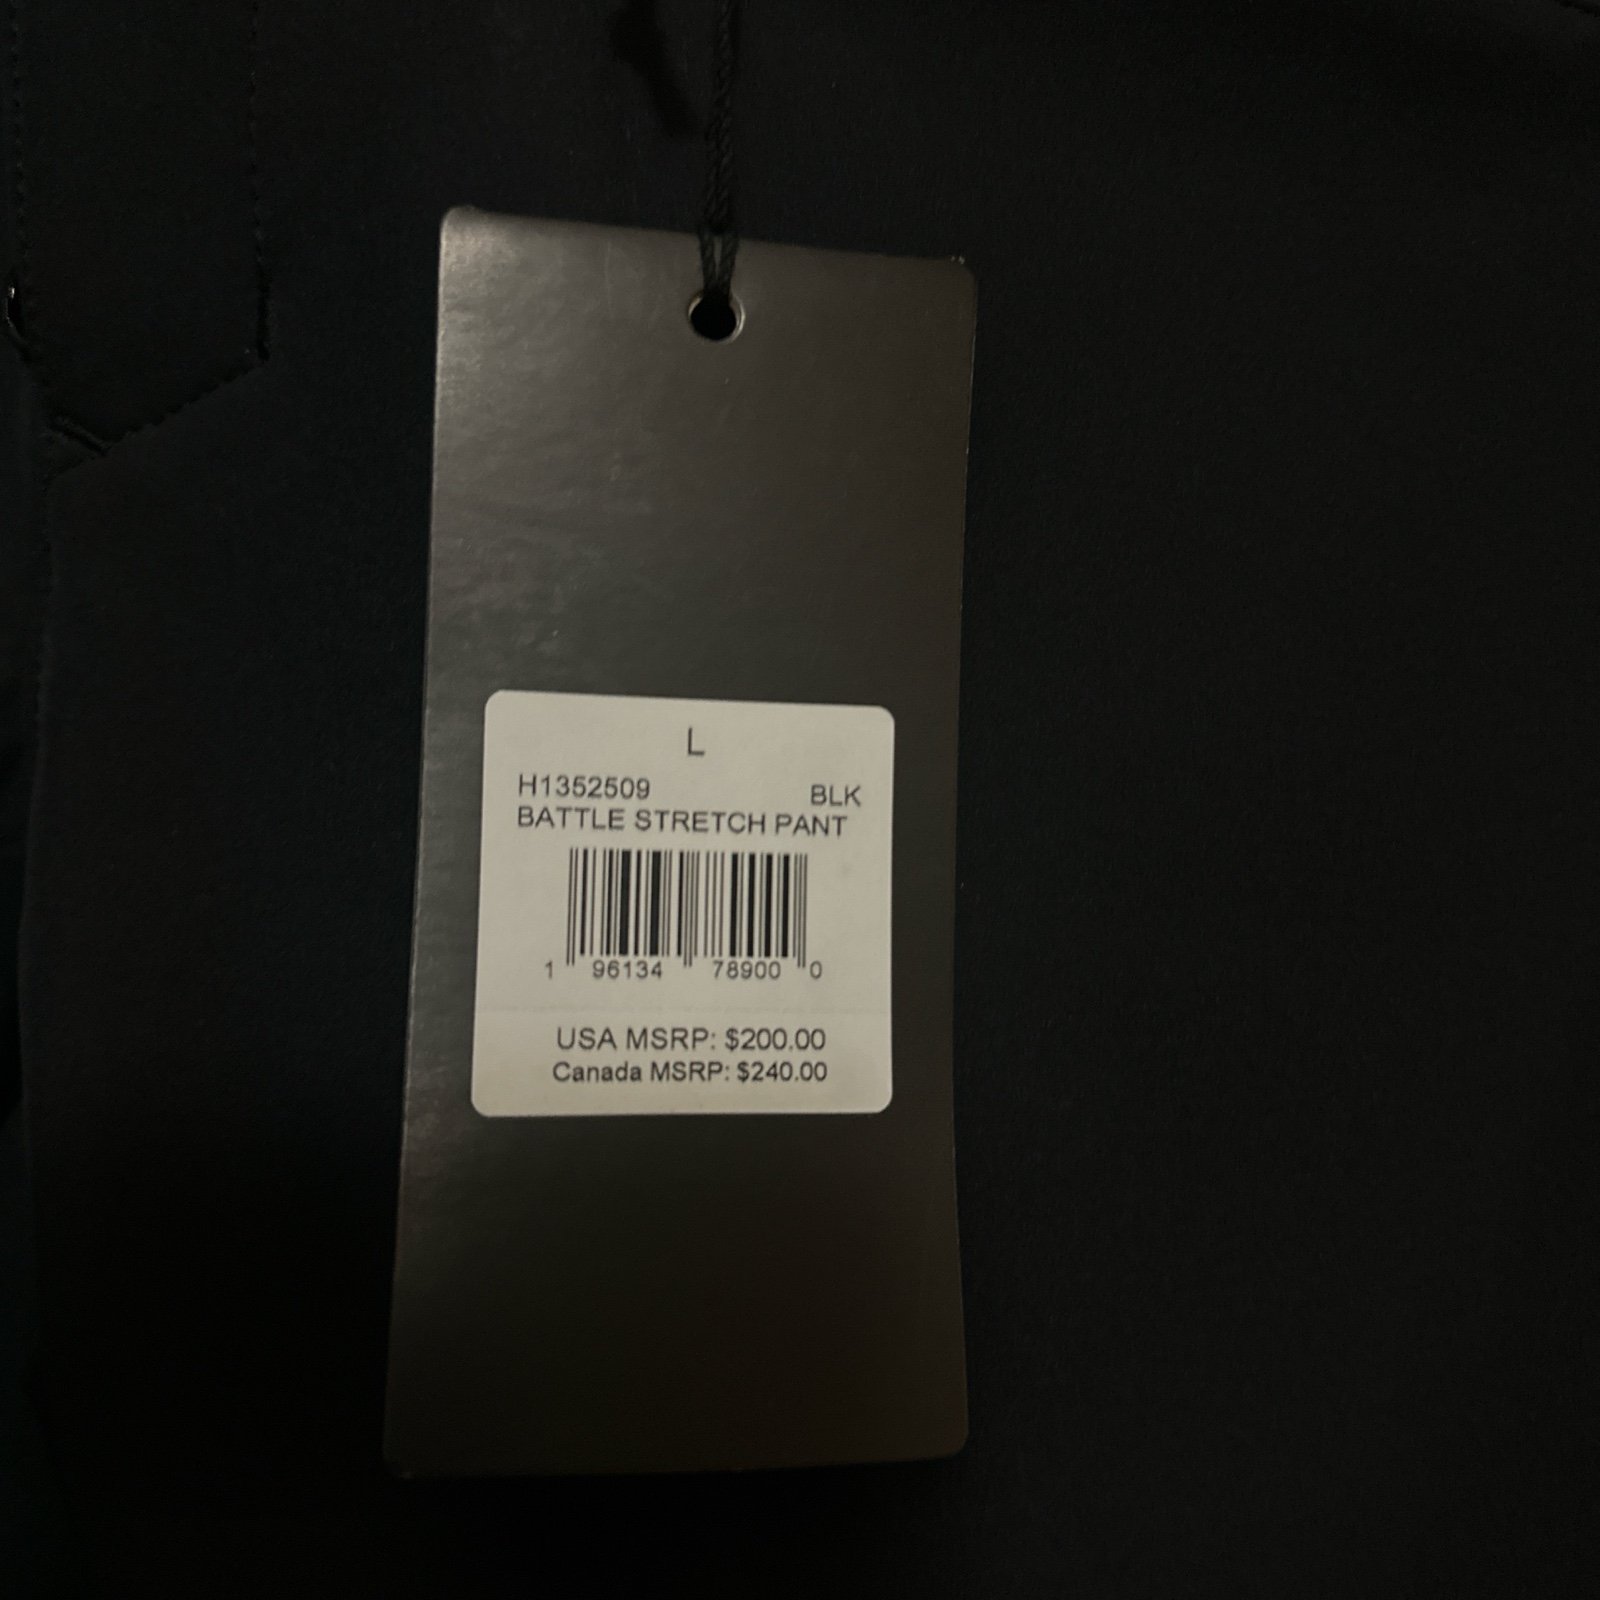 L
H1352509 BLK
BATTLE STRETCH PANT
1 96134 78900 0
USA MSRP: $200.00
Canada MSRP: $240.00